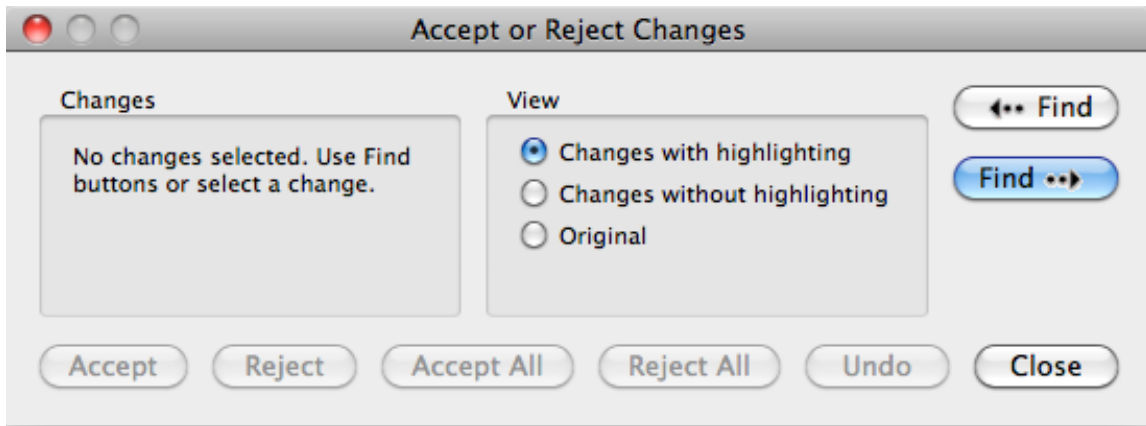 Accept or Reject Changes
Changes
No changes selected. Use Find
buttons or select a change.
View
Changes with highlighting
Changes without highlighting
Original
Find
Find
Accept
Reject
Accept All
Reject All
Undo
Close